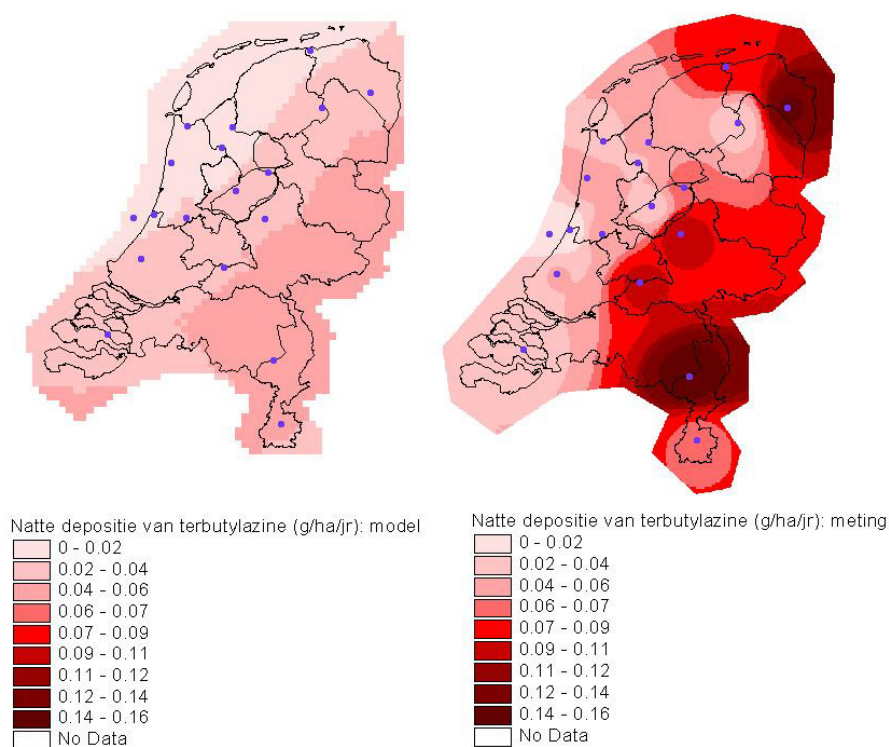 Natte depositie van terbutylazine (g/ha/jr): model
0 - 0.02
0.02 - 0.04
0.04 - 0.06
0.06 - 0.07
0.07 - 0.09
0.09 - 0.11
0.11 - 0.12
0.12 - 0.14
0.14 - 0.16
No Data
Natte depositie van terbutylazine (g/ha/jr): meting
0 - 0.02
0.02 - 0.04
0.04 - 0.06
0.06 - 0.07
0.07 - 0.09
0.09 - 0.11
0.11 - 0.12
0.12 - 0.14
0.14 - 0.16
No Data